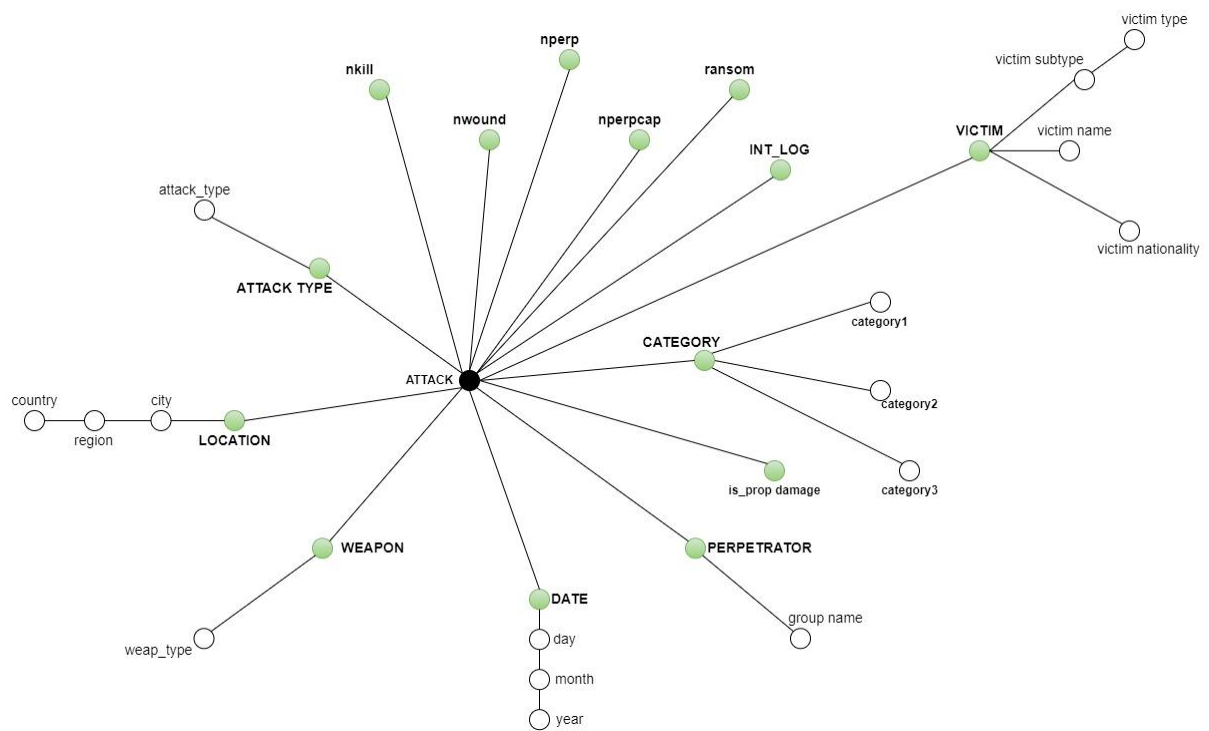 victim type
nperp
victim subtype
nkill
ransom
nwound
nperpcap
VICTIM
victim name
INT_LOG
attack_type
victim nationality
ATTACK TYPE
category1
CATEGORY
ATTACK
country
city
category2
region
LOCATION
is_prop damage
category3
WEAPON
PERPETRATOR
DATE
group name
day
weap_type
month
year